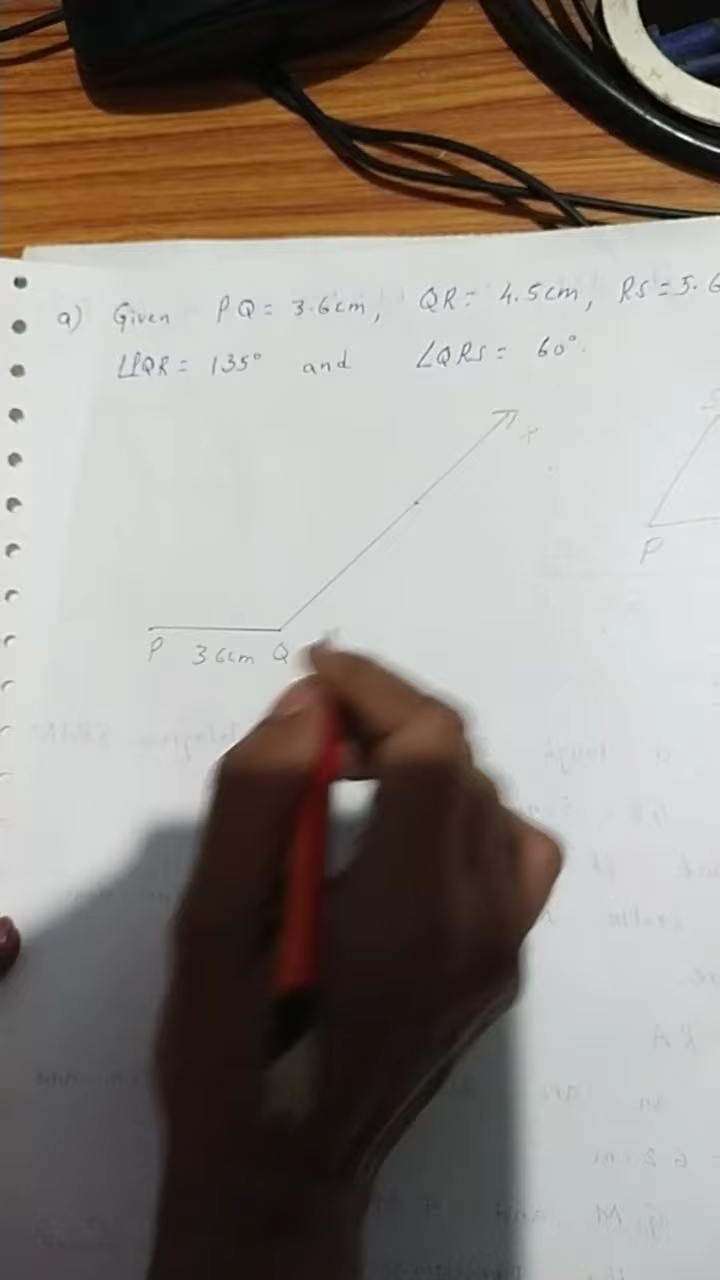 a) Given PQ = 3.6cm, QR = 4.5cm, RS = 5.6
∠PQR = 135° and ∠QRS = 60°.
X
P
P 3.6cm Q